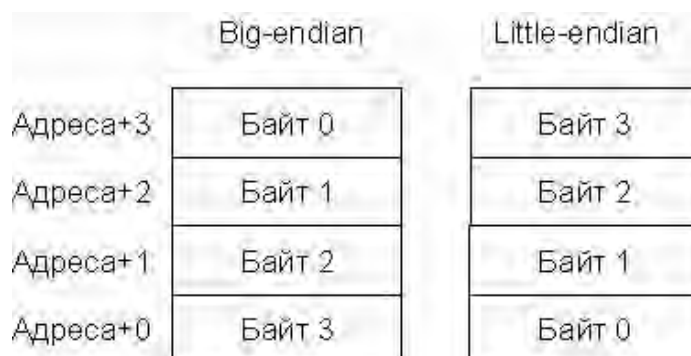 Big-endian Little-endian
Адреса+3 Байт 0 Байт 3
Адреса+2 Байт 1 Байт 2
Адреса+1 Байт 2 Байт 1
Адреса+0 Байт 3 Байт 0